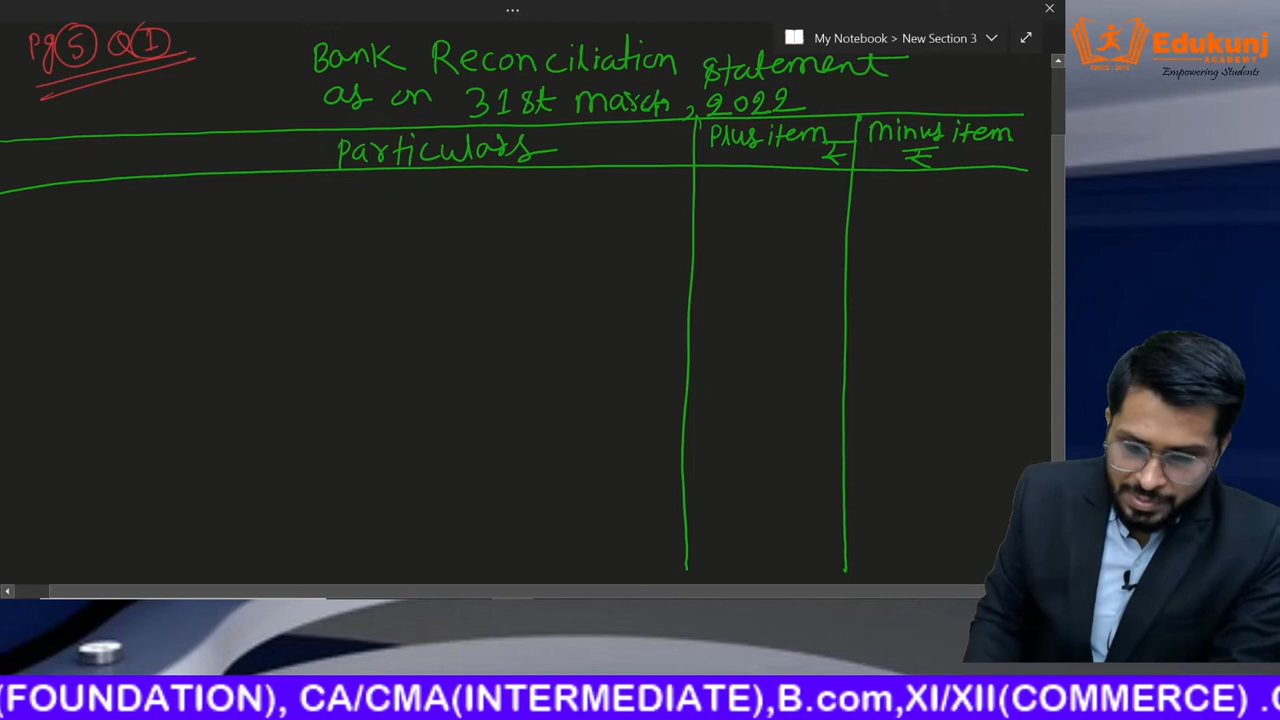 Pg 5 Q 1
Bank Reconciliation Statement
as on 31st march, 2022
Particulars
Plus item
₹
minus item
₹
My Notebook > New Section 3
Edukunj
ACADEMY
Empowering Students
(FOUNDATION), CA/CMA(INTERMEDIATE),B.com,XI/XII(COMMERCE) .C